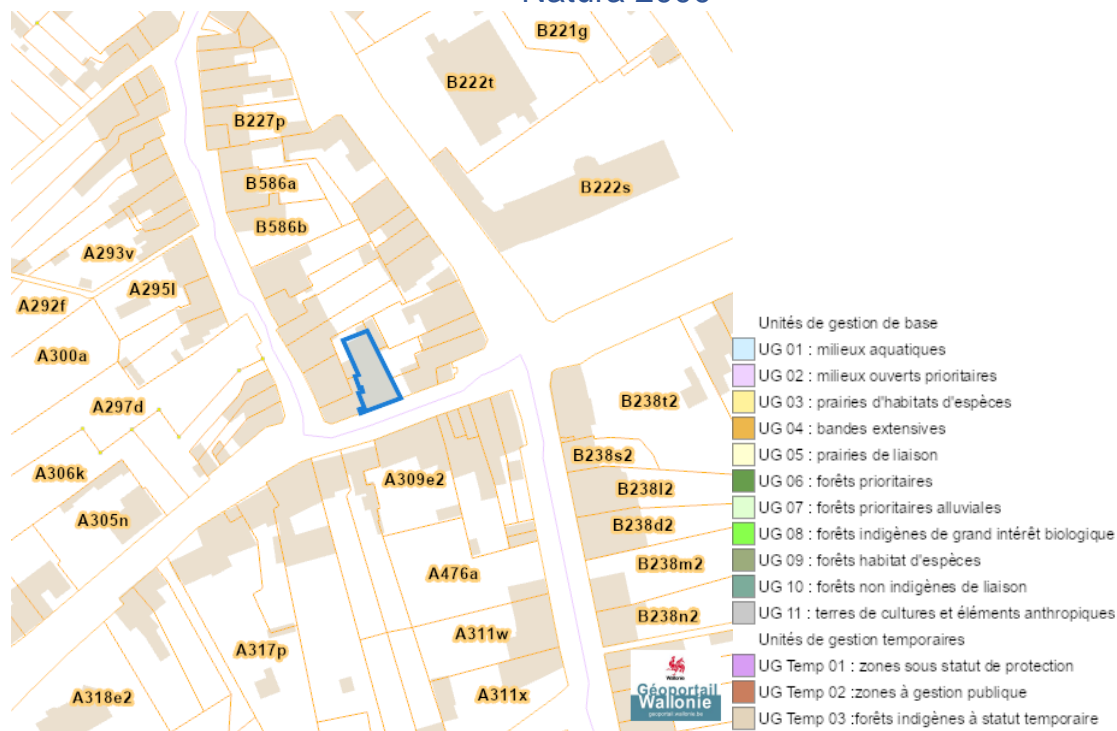 Natura 2000
B221g
B222t
B227p
B222s
B586a
B586b
A293v
A295l
A292f
A300a
A297d
B238t2
B238s2
A306k
A309e2
B238l2
A305n
B238d2
B238m2
A476a
B238n2
A311w
A317p
A311x
A318e2
Wallonie
Géoportail
Wallonie
geoportail.wallonie.be
Unités de gestion de base
UG 01 : milieux aquatiques
UG 02 : milieux ouverts prioritaires
UG 03 : prairies d'habitats d'espèces
UG 04 : bandes extensives
UG 05 : prairies de liaison
UG 06 : forêts prioritaires
UG 07 : forêts prioritaires alluviales
UG 08 : forêts indigènes de grand intérêt biologique
UG 09 : forêts habitat d'espèces
UG 10 : forêts non indigènes de liaison
UG 11 : terres de cultures et éléments anthropiques
Unités de gestion temporaires
UG Temp 01 : zones sous statut de protection
UG Temp 02 :zones à gestion publique
UG Temp 03 :forêts indigènes à statut temporaire